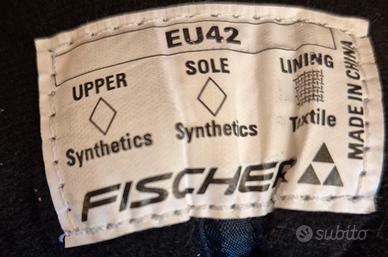 EU42
UPPER SOLE LINING
Synthetics Synthetics Textile
MADE IN CHINA
FISCHER
subito